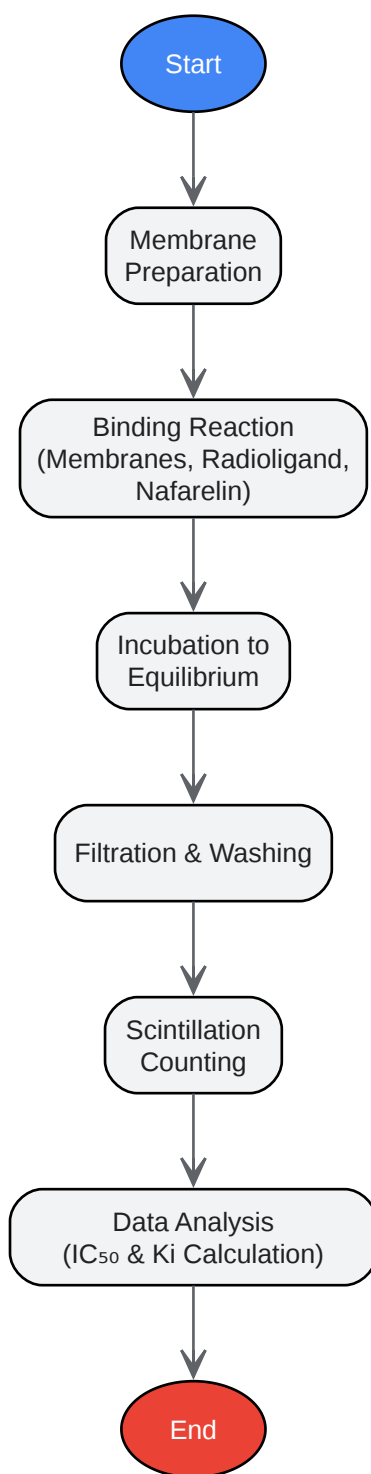 Start
Membrane
Preparation
Binding Reaction
(Membranes, Radioligand,
Nafarelin)
Incubation to
Equilibrium
Filtration & Washing
Scintillation
Counting
Data Analysis
(IC₅₀ & Ki Calculation)
End